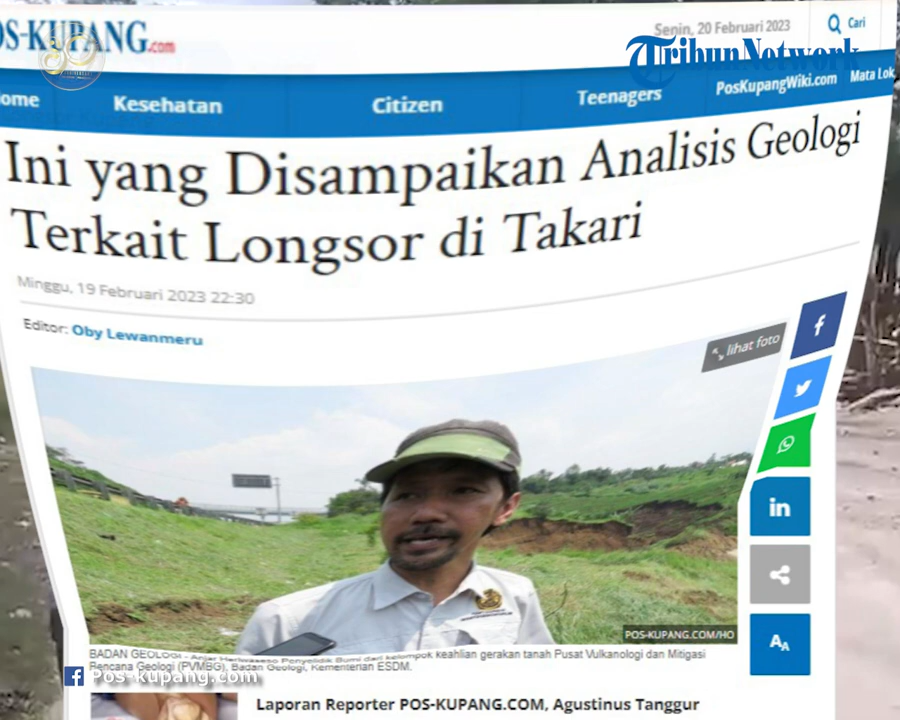 OS-KUPANG.com
Senin, 20 Februari 2023
Cari
TribunNetwork
ome Kesehatan Citizen Teenagers PosKupangWiki.com Mata Lok
Ini yang Disampaikan Analisis Geologi
Terkait Longsor di Takari
Minggu, 19 Februari 2023 22:30
Editor: Oby Lewanmeru
lihat foto
POS-KUPANG.COM/HO
BADAN GEOLOGI - Anjar Heriwaseso Penyelidik Bumi dari kelompok keahlian gerakan tanah Pusat Vulkanologi dan Mitigasi
Rencana Geologi (PVMBG), Badan Geologi, Kementerian ESDM.
Pos-kupang.com
Laporan Reporter POS-KUPANG.COM, Agustinus Tanggur